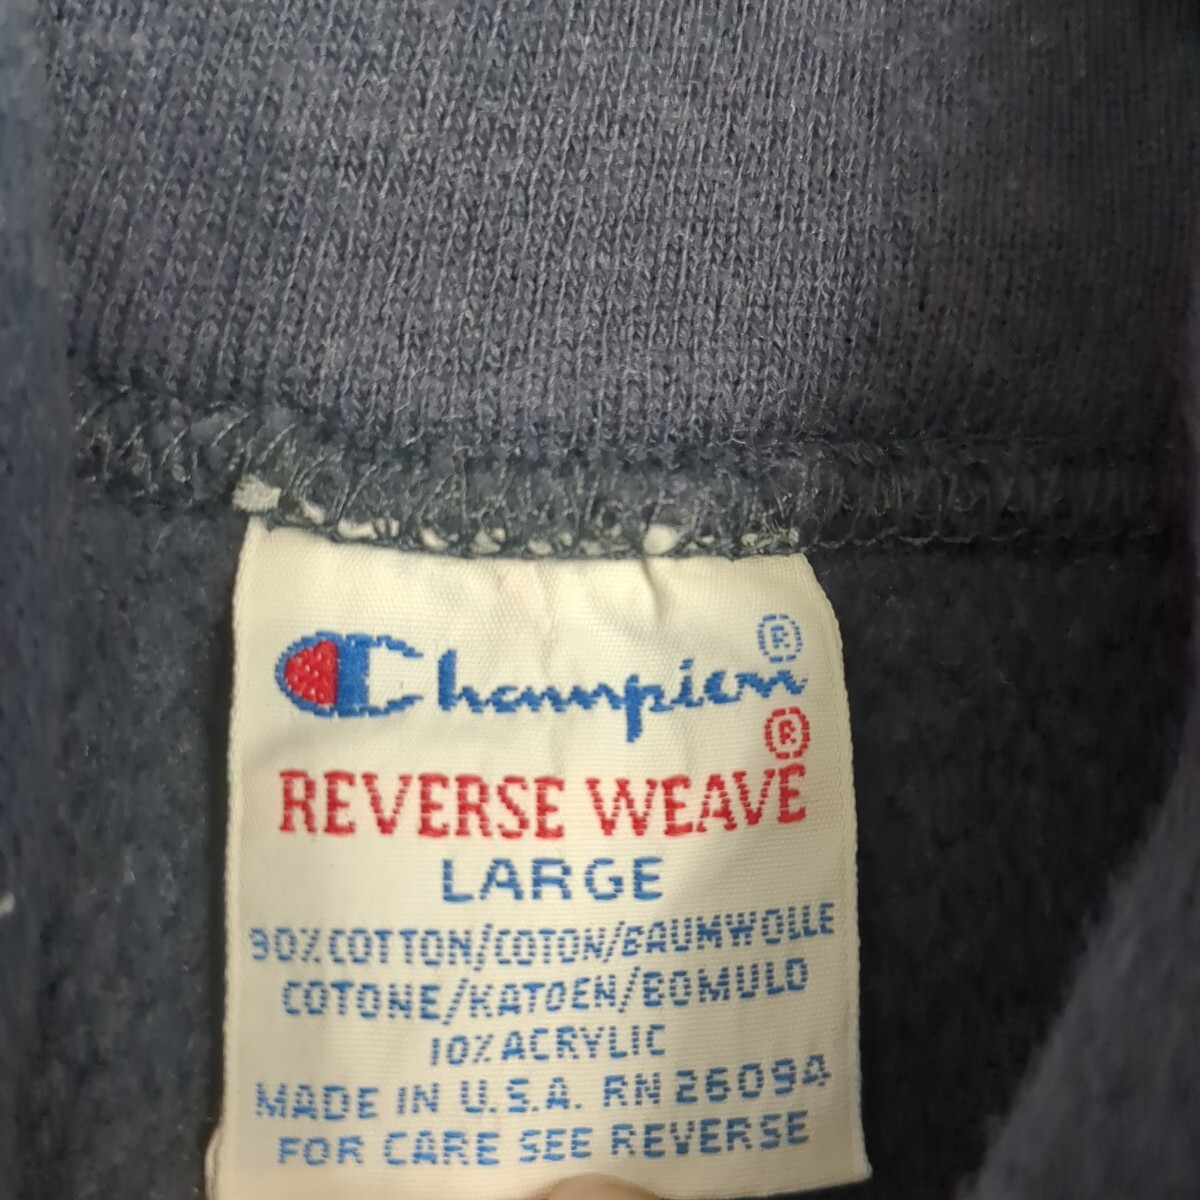 Champion®
REVERSE WEAVE®
LARGE
90% COTTON/COTON/BAUMWOLLE
COTONE/KATOEN/BOMULD
10% ACRYLIC
MADE IN U.S.A. RN 26094
FOR CARE SEE REVERSE